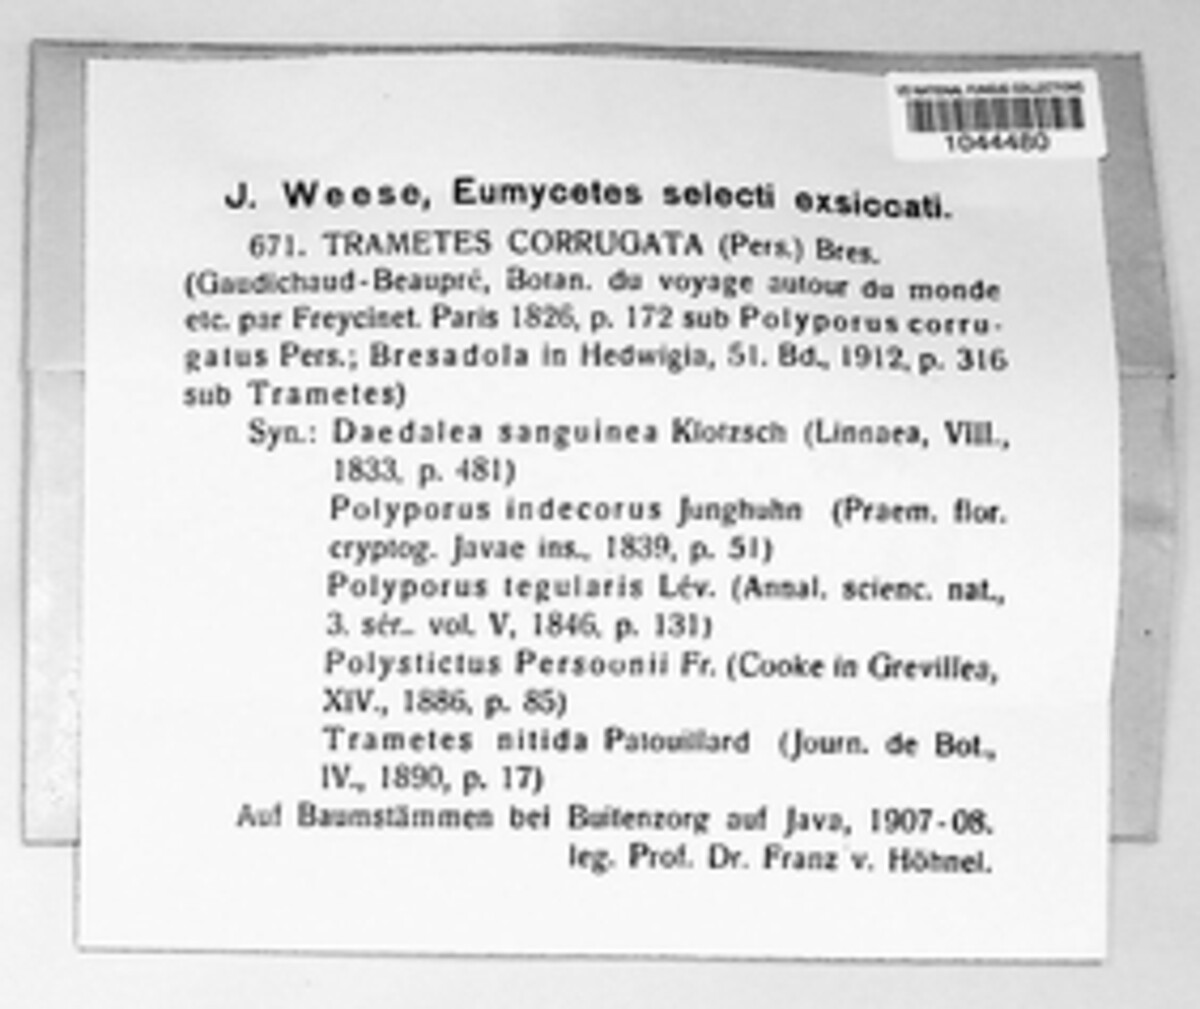 US NATIONAL FUNGUS COLLECTIONS
1044480
J. Weese, Eumycetes selecti exsiccati.
671. TRAMETES CORRUGATA (Pers.) Bres.
(Gaudichaud-Beaupré, Botan. du voyage autour du monde
etc. par Freycinet. Paris 1826, p. 172 sub Polyporus corru-
gatus Pers.; Bresadola in Hedwigia, 51. Bd., 1912, p. 316
sub Trametes)
Syn.: Daedalea sanguinea Klotzsch (Linnaea, VIII.,
1833, p. 481)
Polyporus indecorus Junghuhn (Praem. flor.
cryptog. Javae ins., 1839, p. 51)
Polyporus tegularis Lév. (Annal. scienc. nat.,
3. sér., vol. V, 1846, p. 131)
Polystictus Persoonii Fr. (Cooke in Grevillea,
XIV., 1886, p. 85)
Trametes nitida Patouillard (Journ. de Bot.,
IV., 1890, p. 17)
Auf Baumstämmen bei Buitenzorg auf Java, 1907-08.
leg. Prof. Dr. Franz v. Höhnel.